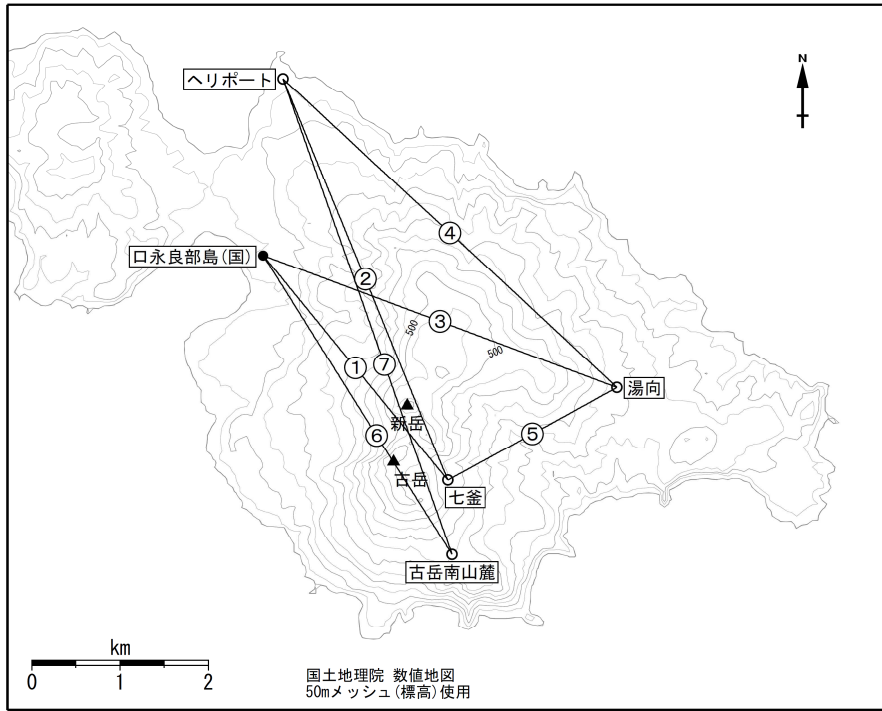 N
ヘリポート
④
口永良部島(国)
②
③
500
500
①
⑦
湯向
新岳
⑤
⑥
古岳
七釜
古岳南山麓
km
0 1 2
国土地理院 数値地図
50mメッシュ(標高)使用